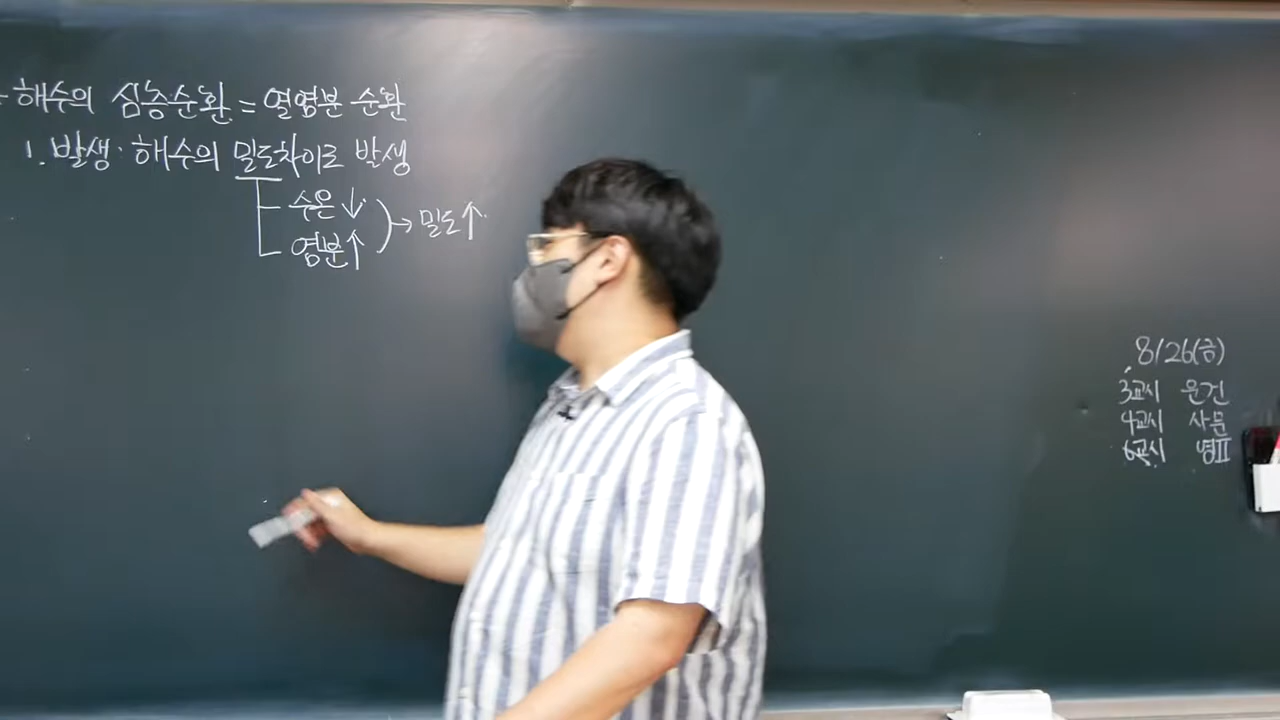 해수의 심층순환 = 열염분 순환
1. 발생 · 해수의 밀도차이로 발생
수온↓
염분↑
→ 밀도↑
8/26(금)
3교시 운건
4교시 사문
6교시 영II